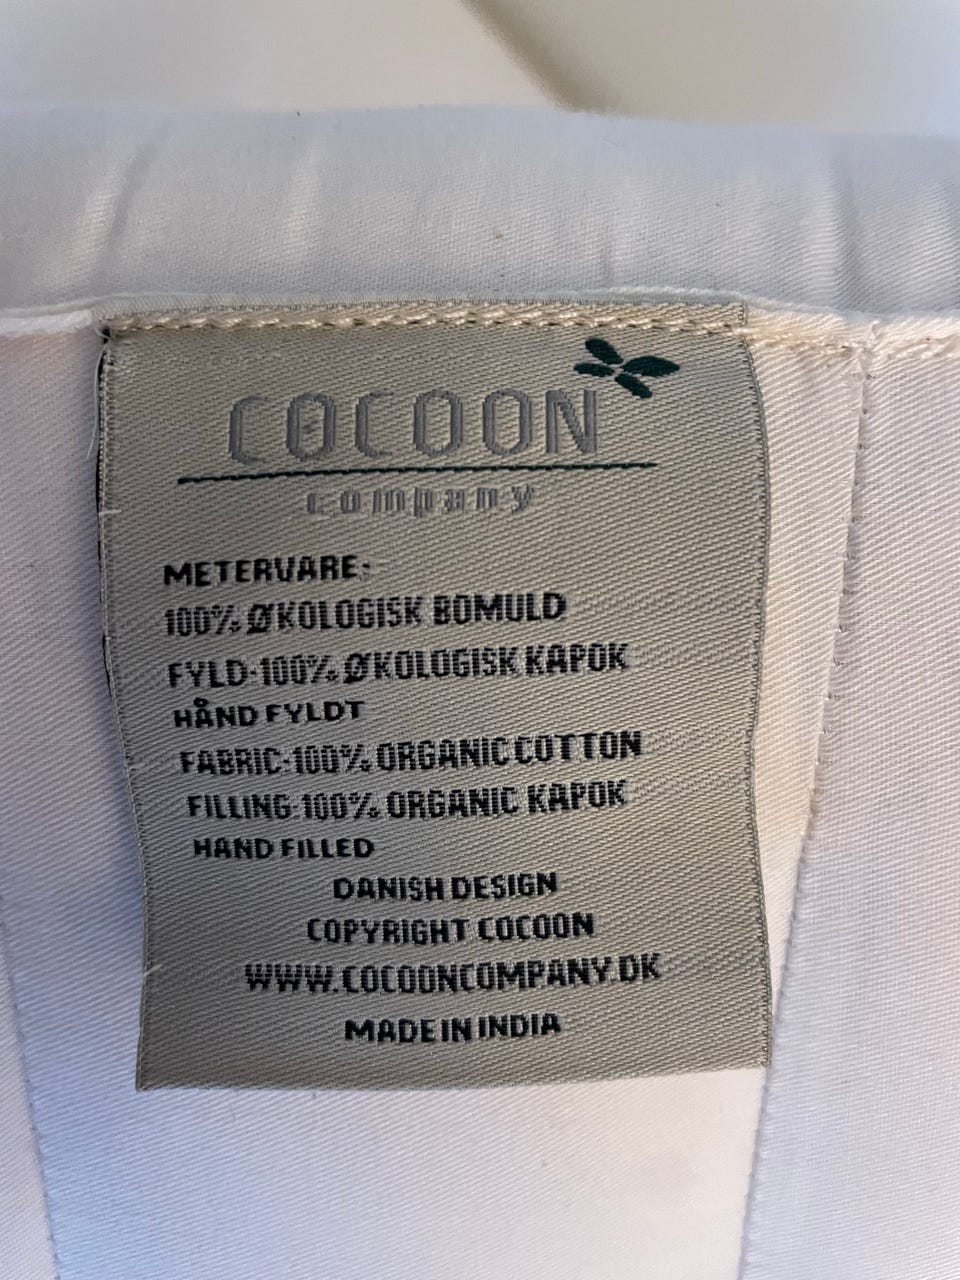 COCOON
company
METERVARE:
100% ØKOLOGISK BOMULD
FYLD:100% ØKOLOGISK KAPOK
HÅND FYLDT
FABRIC:100% ORGANIC COTTON
FILLING:100% ORGANIC KAPOK
HAND FILLED
DANISH DESIGN
COPYRIGHT COCOON
WWW.COCOONCOMPANY.DK
MADE IN INDIA